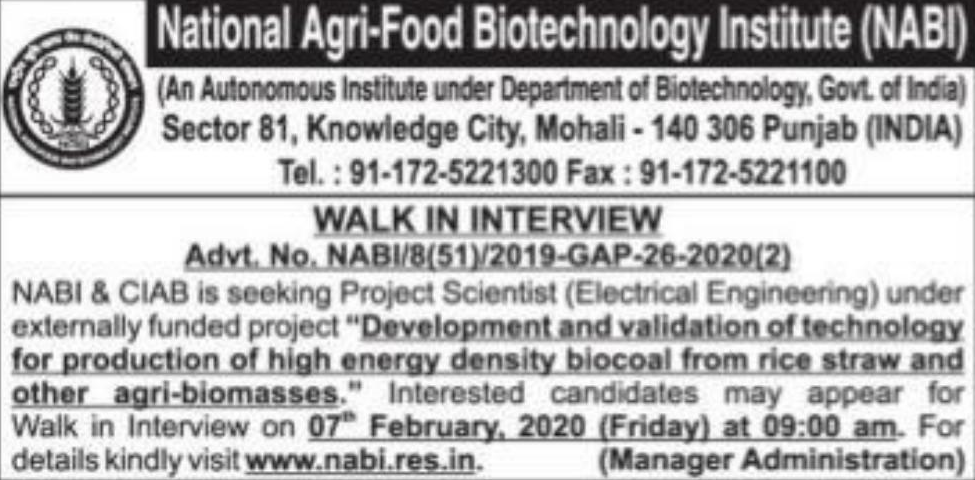 National Agri-Food Biotechnology Institute (NABI)
(An Autonomous Institute under Department of Biotechnology, Govt. of India)
Sector 81, Knowledge City, Mohali - 140 306 Punjab (INDIA)
Tel. : 91-172-5221300 Fax : 91-172-5221100
WALK IN INTERVIEW
Advt. No. NABI/8(51)/2019-GAP-26-2020(2)
NABI & CIAB is seeking Project Scientist (Electrical Engineering) under
externally funded project "Development and validation of technology
for production of high energy density biocoal from rice straw and
other agri-biomasses." Interested candidates may appear for
Walk in Interview on 07th February, 2020 (Friday) at 09:00 am. For
details kindly visit www.nabi.res.in. (Manager Administration)